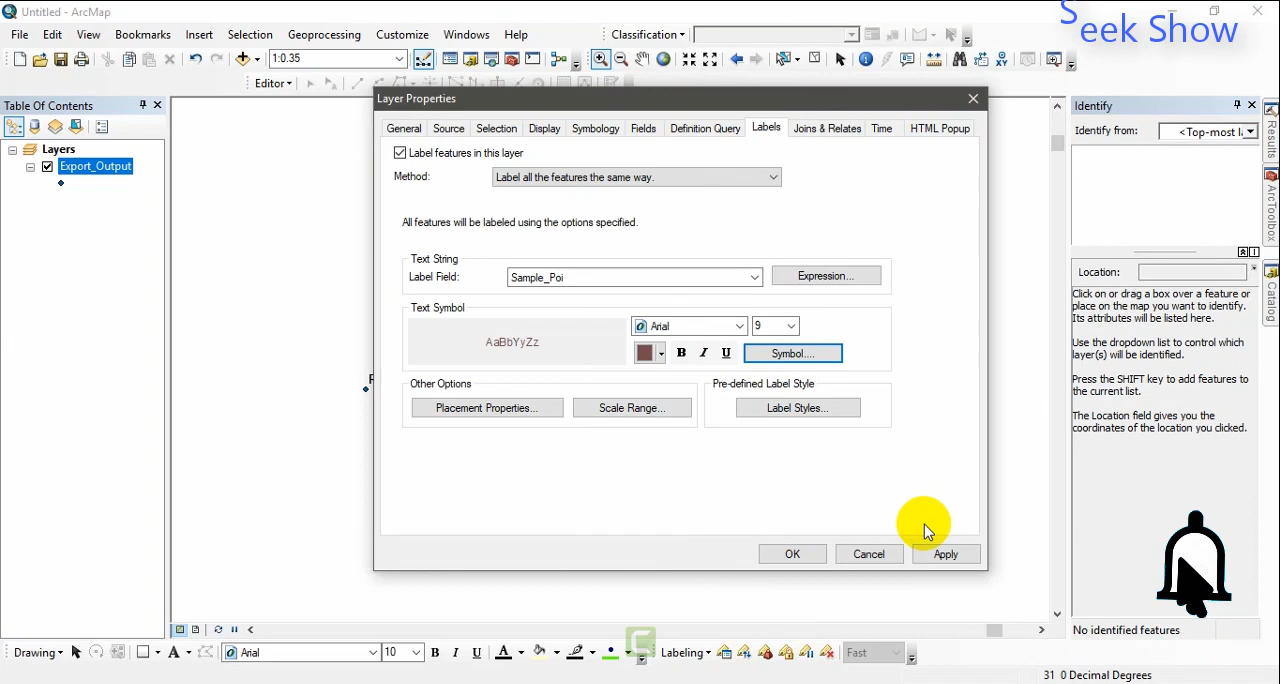 Untitled - ArcMap
Seek Show
File Edit View Bookmarks Insert Selection Geoprocessing Windows Help
Classification
1:0.35
Editor
Table Of Contents
Layers
Export_Output
Layer Properties
General Source Selection Display Symbology Fields Definition Query Labels Joins & Relates Time HTML Popup
Label features in this layer
Method: Label all the features the same way.
All features will be labeled using the options specified.
Text String
Label Field: Sample_Poi Expression...
Text Symbol
AaBbYyZz
Arial 9
B I U Symbol....
Other Options
Placement Properties... Scale Range...
Pre-defined Label Style
Label Styles...
OK Cancel Apply
Identify
Identify from: <Top-most l
Location:
Click on or drag a box over a feature or
place on the map you want to identify.
Its attributes will be listed here.
Use the dropdown list to control which
layer(s) will be identified.
Press the SHIFT key to add features to
the current list.
The Location field gives you the
coordinates of the location you clicked.
No identified features
Results
ArcToolbox
Catalog
Drawing A Arial 10 B I U A Labeling Fast
31 0 Decimal Degrees